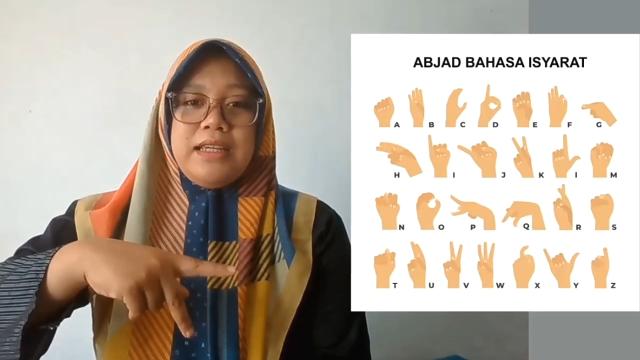 ABJAD BAHASA ISYARAT
A B C D E F G
H I J K I M
N O P Q R S
T U V W X Y Z